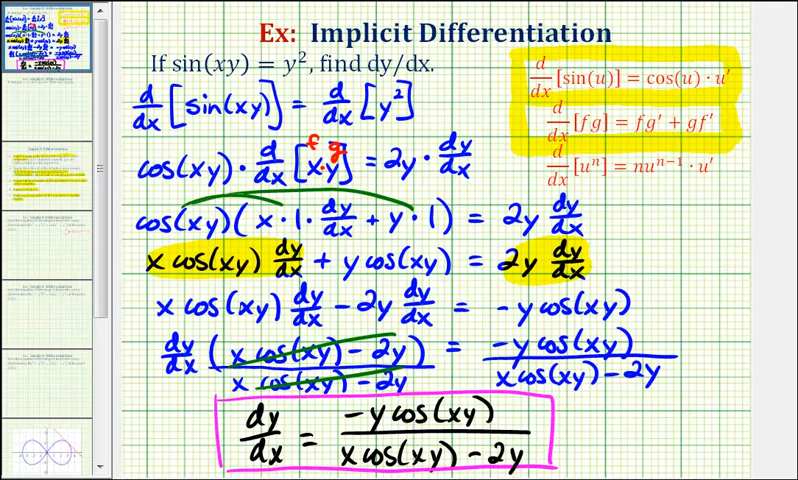 Ex: Implicit Differentiation
If sin(xy) = y², find dy/dx.
d/dx [sin(u)] = cos(u) · u′
d/dx [fg] = fg′ + gf′
d/dx [uⁿ] = nuⁿ⁻¹ · u′
d/dx [sin(xy)] = d/dx [y²]
f g
cos(xy) · d/dx [x·y] = 2y · dy/dx
cos(xy)(x · 1 · dy/dx + y · 1) = 2y dy/dx
x cos(xy) dy/dx + y cos(xy) = 2y dy/dx
x cos(xy) dy/dx − 2y dy/dx = −y cos(xy)
dy/dx (x cos(xy) − 2y) / (x cos(xy) − 2y) = −y cos(xy) / (x cos(xy) − 2y)
dy/dx = −y cos(xy) / (x cos(xy) − 2y)